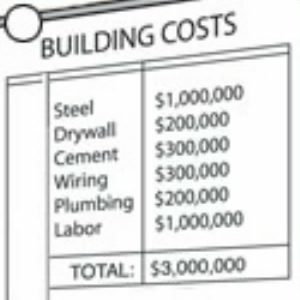 BUILDING COSTS
Steel $1,000,000
Drywall $200,000
Cement $300,000
Wiring $300,000
Plumbing $200,000
Labor $1,000,000
TOTAL: $3,000,000